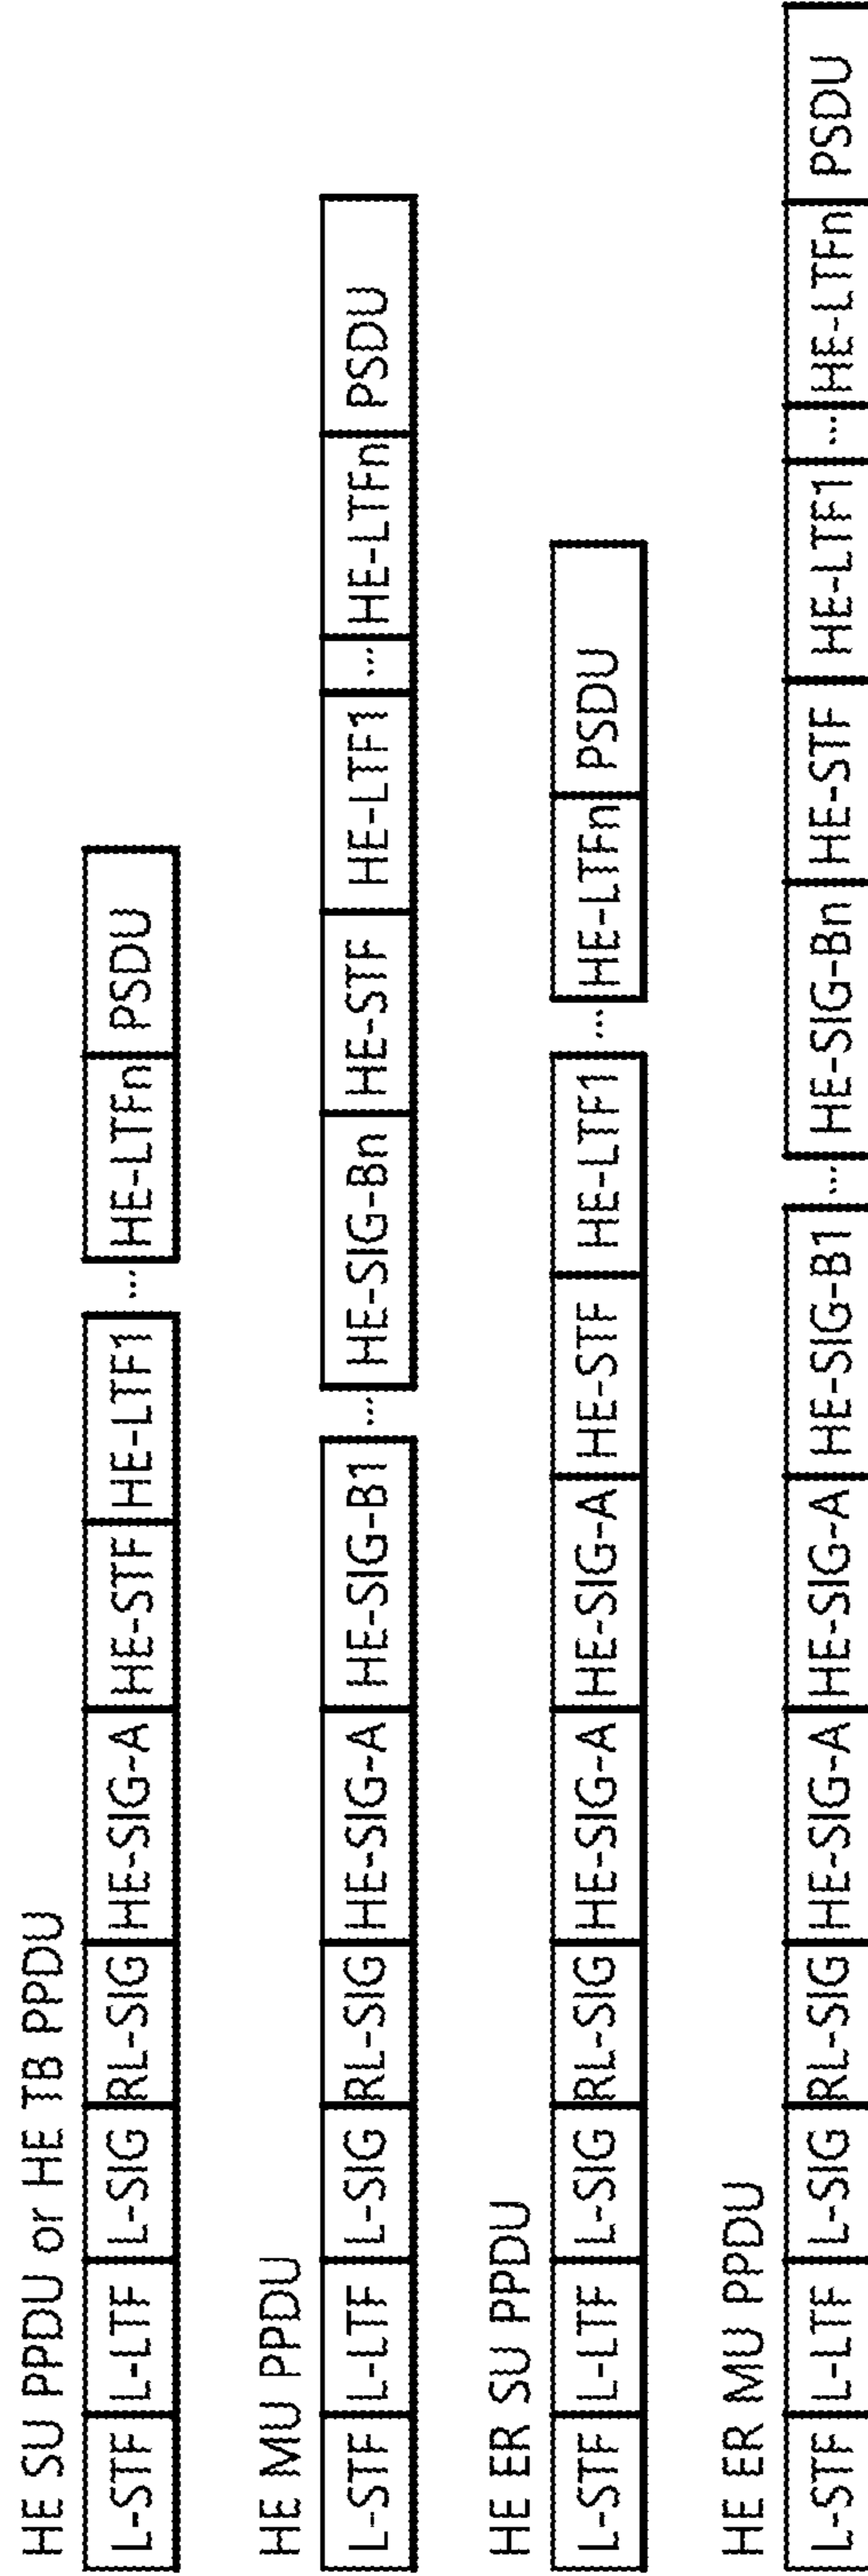 HE SU PPDU or HE TB PPDU
L-STF L-LTF L-SIG RL-SIG HE-SIG-A HE-STF HE-LTF1 ... HE-LTFn PSDU
HE MU PPDU
L-STF L-LTF L-SIG RL-SIG HE-SIG-A HE-SIG-B1 ... HE-SIG-Bn HE-STF HE-LTF1 ... HE-LTFn PSDU
HE ER SU PPDU
L-STF L-LTF L-SIG RL-SIG HE-SIG-A HE-SIG-A HE-STF HE-LTF1 ... HE-LTFn PSDU
HE ER MU PPDU
L-STF L-LTF L-SIG RL-SIG HE-SIG-A HE-SIG-A HE-SIG-B1 ... HE-SIG-Bn HE-STF HE-LTF1 ... HE-LTFn PSDU